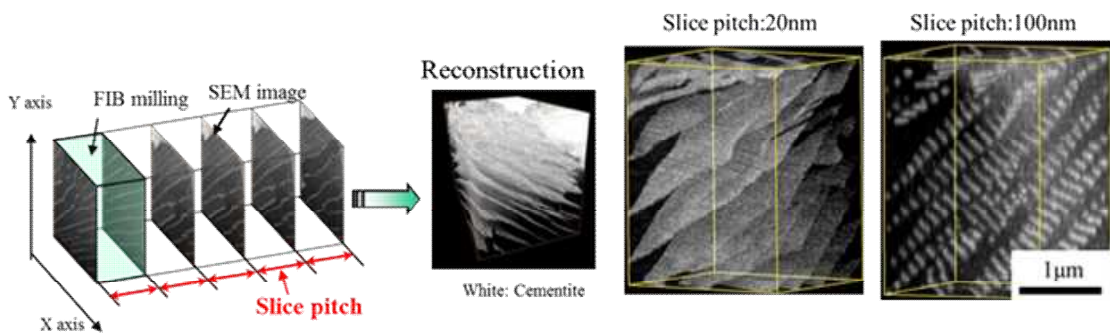 Slice pitch:20nm
Slice pitch:100nm
Reconstruction
Y axis
FIB milling
SEM image
Slice pitch
X axis
White: Cementite
1μm